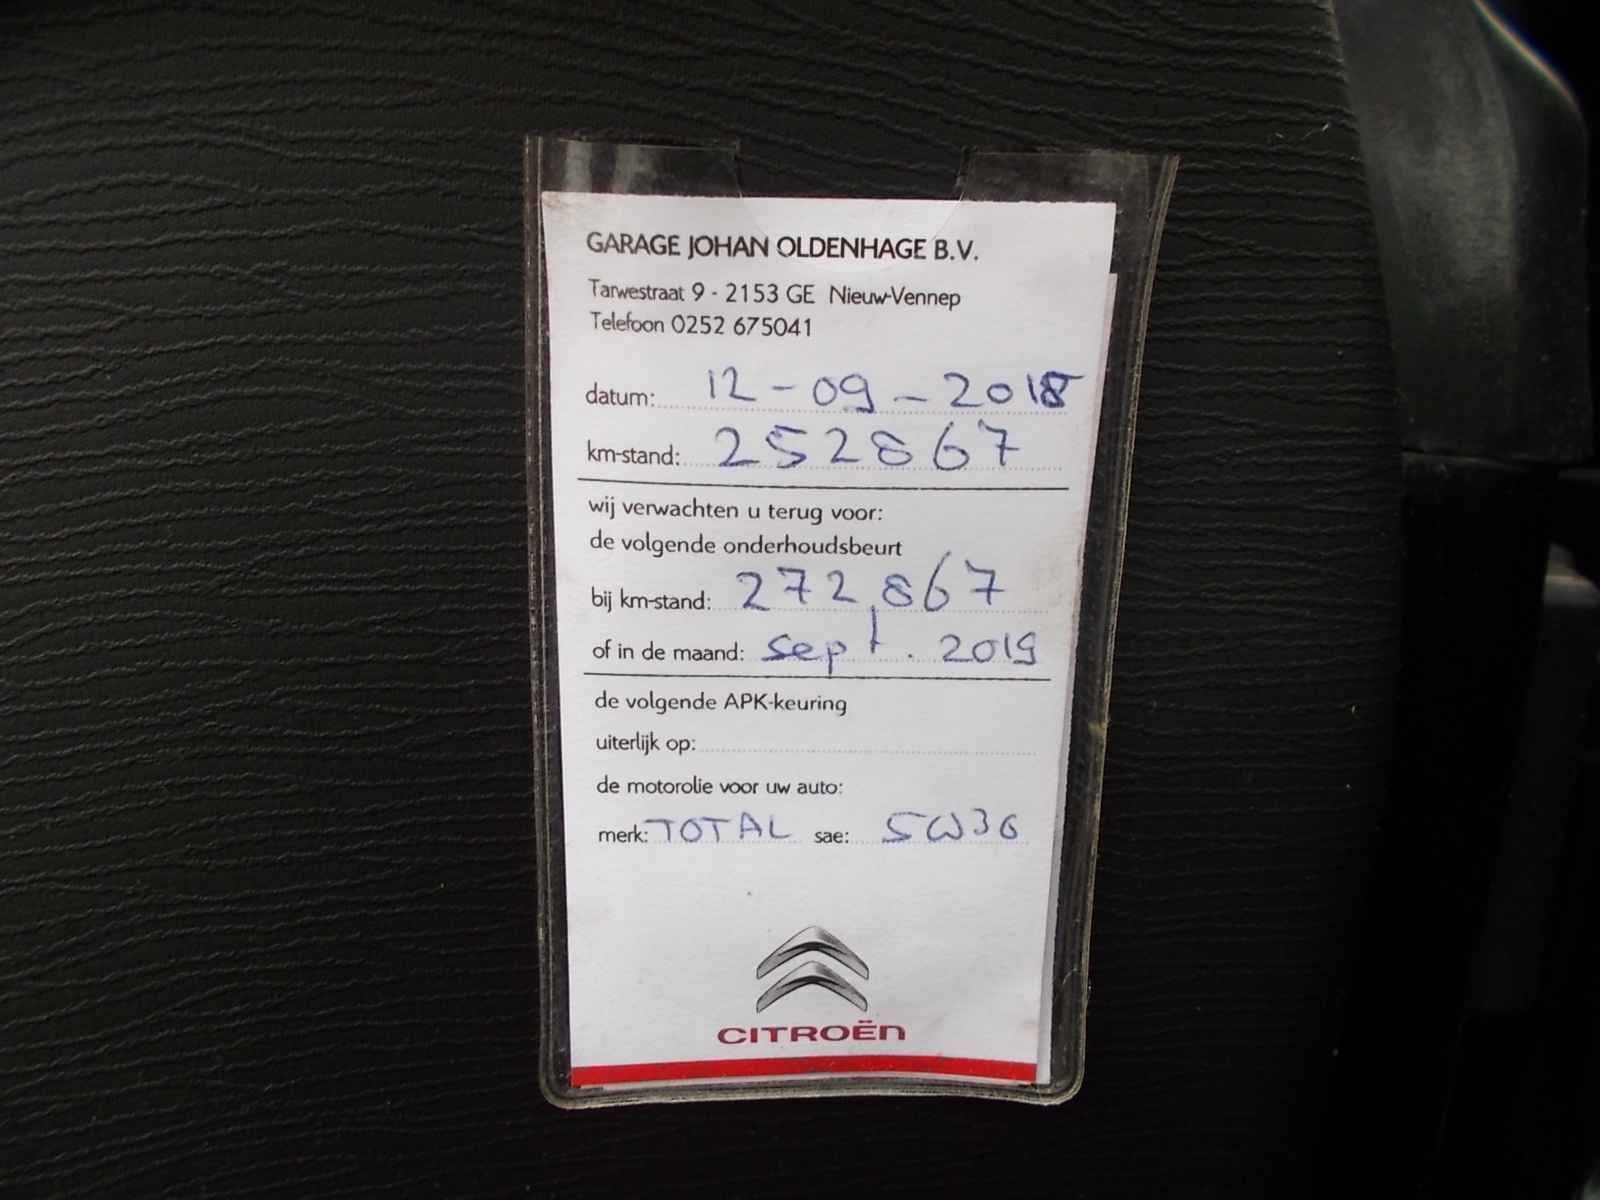 GARAGE JOHAN OLDENHAGE B.V.
Tarwestraat 9 - 2153 GE Nieuw-Vennep
Telefoon 0252 675041
datum: 12-09-2018
km-stand: 252867
wij verwachten u terug voor:
de volgende onderhoudsbeurt
bij km-stand: 272,867
of in de maand: sept. 2019
de volgende APK-keuring
uiterlijk op:
de motorolie voor uw auto:
merk: TOTAL sae: 5W30
CITROËN